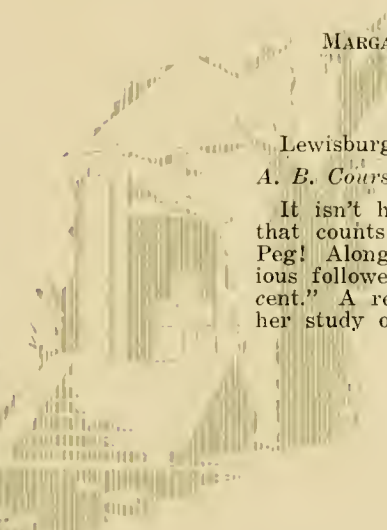 MARGA
Lewisburg
A. B. Cours
It isn't h
that counts
Peg! Along
ious followe
cent." A re
her study o